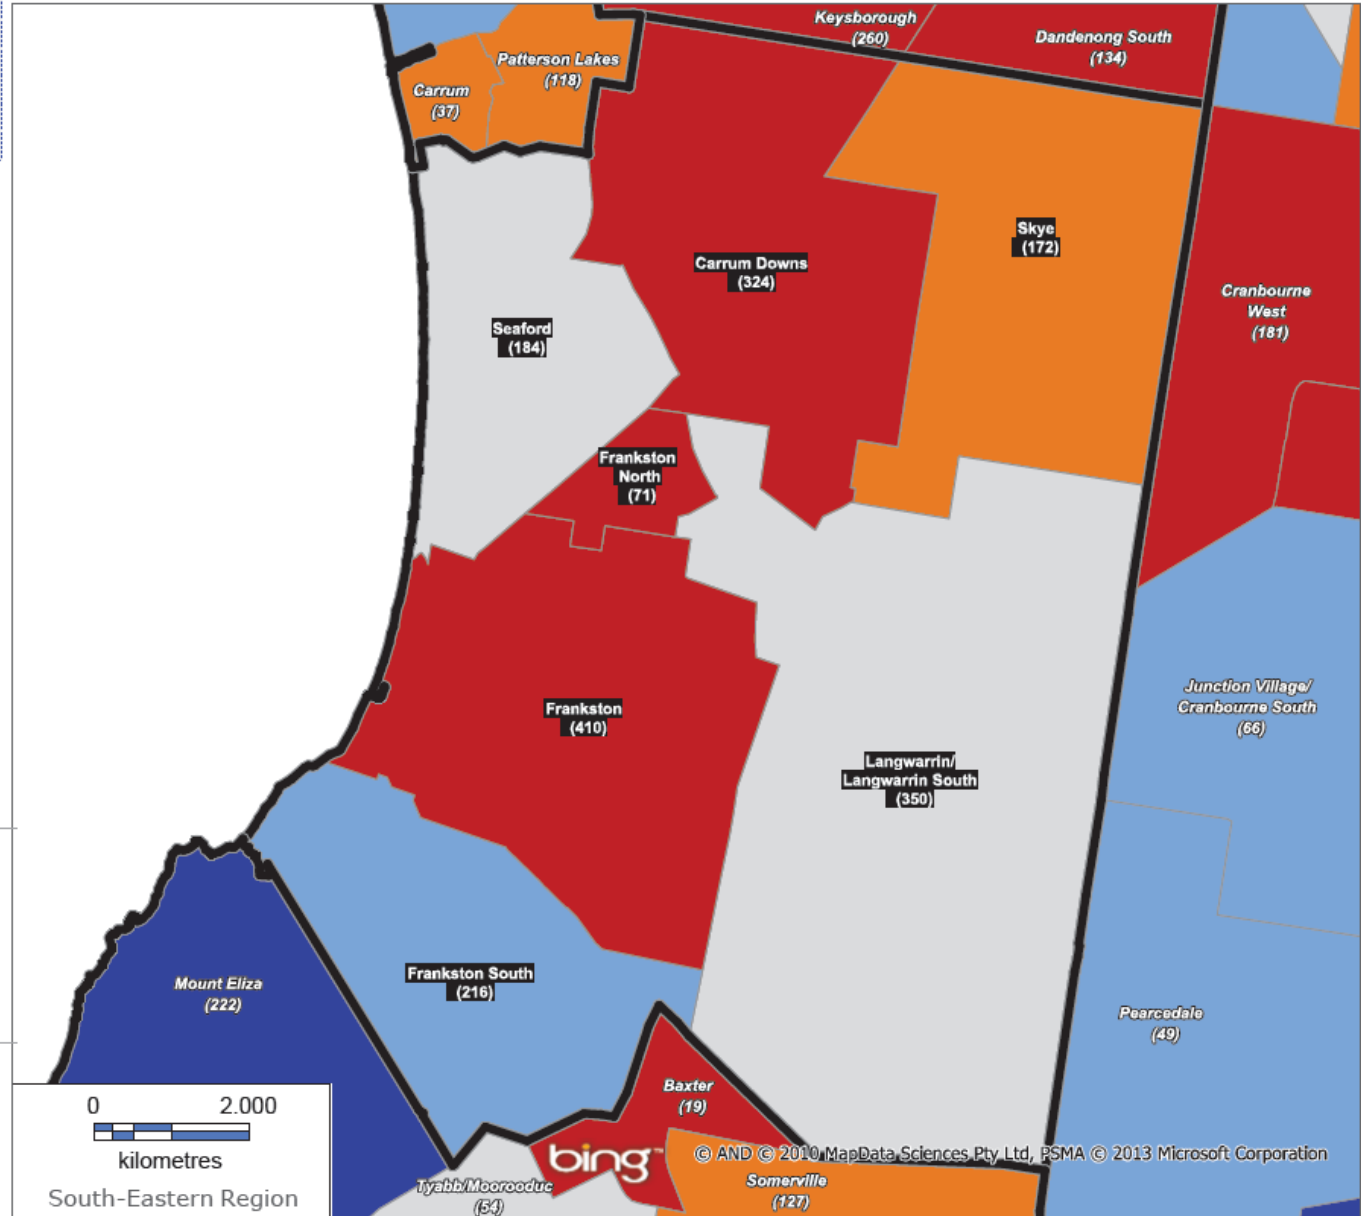 Keysborough
(260)
Dandenong South
(134)
Patterson Lakes
(118)
Carrum
(37)
Skye
(172)
Carrum Downs
(324)
Cranbourne
West
(181)
Seaford
(184)
Frankston
North
(71)
Junction Village/
Cranbourne South
(66)
Frankston
(410)
Langwarrin/
Langwarrin South
(350)
Frankston South
(216)
Mount Eliza
(222)
Pearcedale
(49)
Baxter
(19)
0 2.000
kilometres
South-Eastern Region
bing™
© AND © 2010 MapData Sciences Pty Ltd, PSMA © 2013 Microsoft Corporation
Tyabb/Moorooduc
(54)
Somerville
(127)